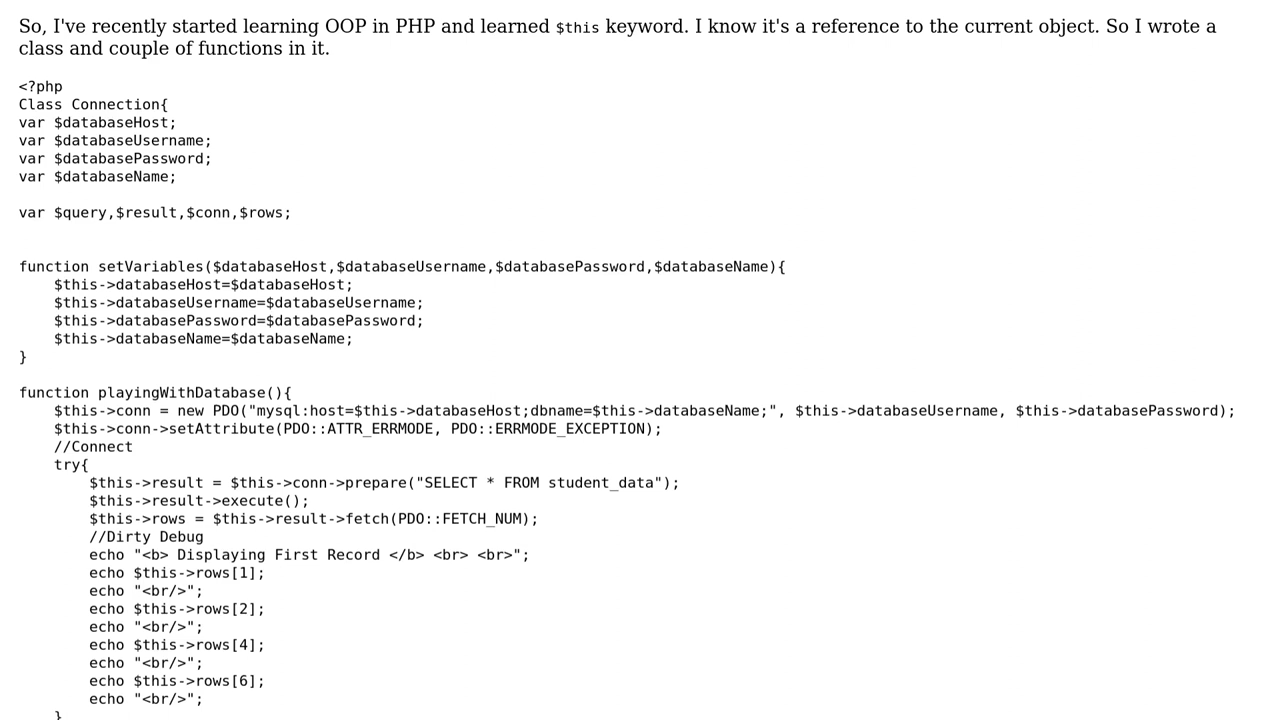 So, I've recently started learning OOP in PHP and learned $this keyword. I know it's a reference to the current object. So I wrote a
class and couple of functions in it.
<?php
Class Connection{
var $databaseHost;
var $databaseUsername;
var $databasePassword;
var $databaseName;
var $query,$result,$conn,$rows;
function setVariables($databaseHost,$databaseUsername,$databasePassword,$databaseName){
    $this->databaseHost=$databaseHost;
    $this->databaseUsername=$databaseUsername;
    $this->databasePassword=$databasePassword;
    $this->databaseName=$databaseName;
}
function playingWithDatabase(){
    $this->conn = new PDO("mysql:host=$this->databaseHost;dbname=$this->databaseName;", $this->databaseUsername, $this->databasePassword);
    $this->conn->setAttribute(PDO::ATTR_ERRMODE, PDO::ERRMODE_EXCEPTION);
    //Connect
    try{
        $this->result = $this->conn->prepare("SELECT * FROM student_data");
        $this->result->execute();
        $this->rows = $this->result->fetch(PDO::FETCH_NUM);
        //Dirty Debug
        echo "<b> Displaying First Record </b> <br> <br>";
        echo $this->rows[1];
        echo "<br/>";
        echo $this->rows[2];
        echo "<br/>";
        echo $this->rows[4];
        echo "<br/>";
        echo $this->rows[6];
        echo "<br/>";
    }